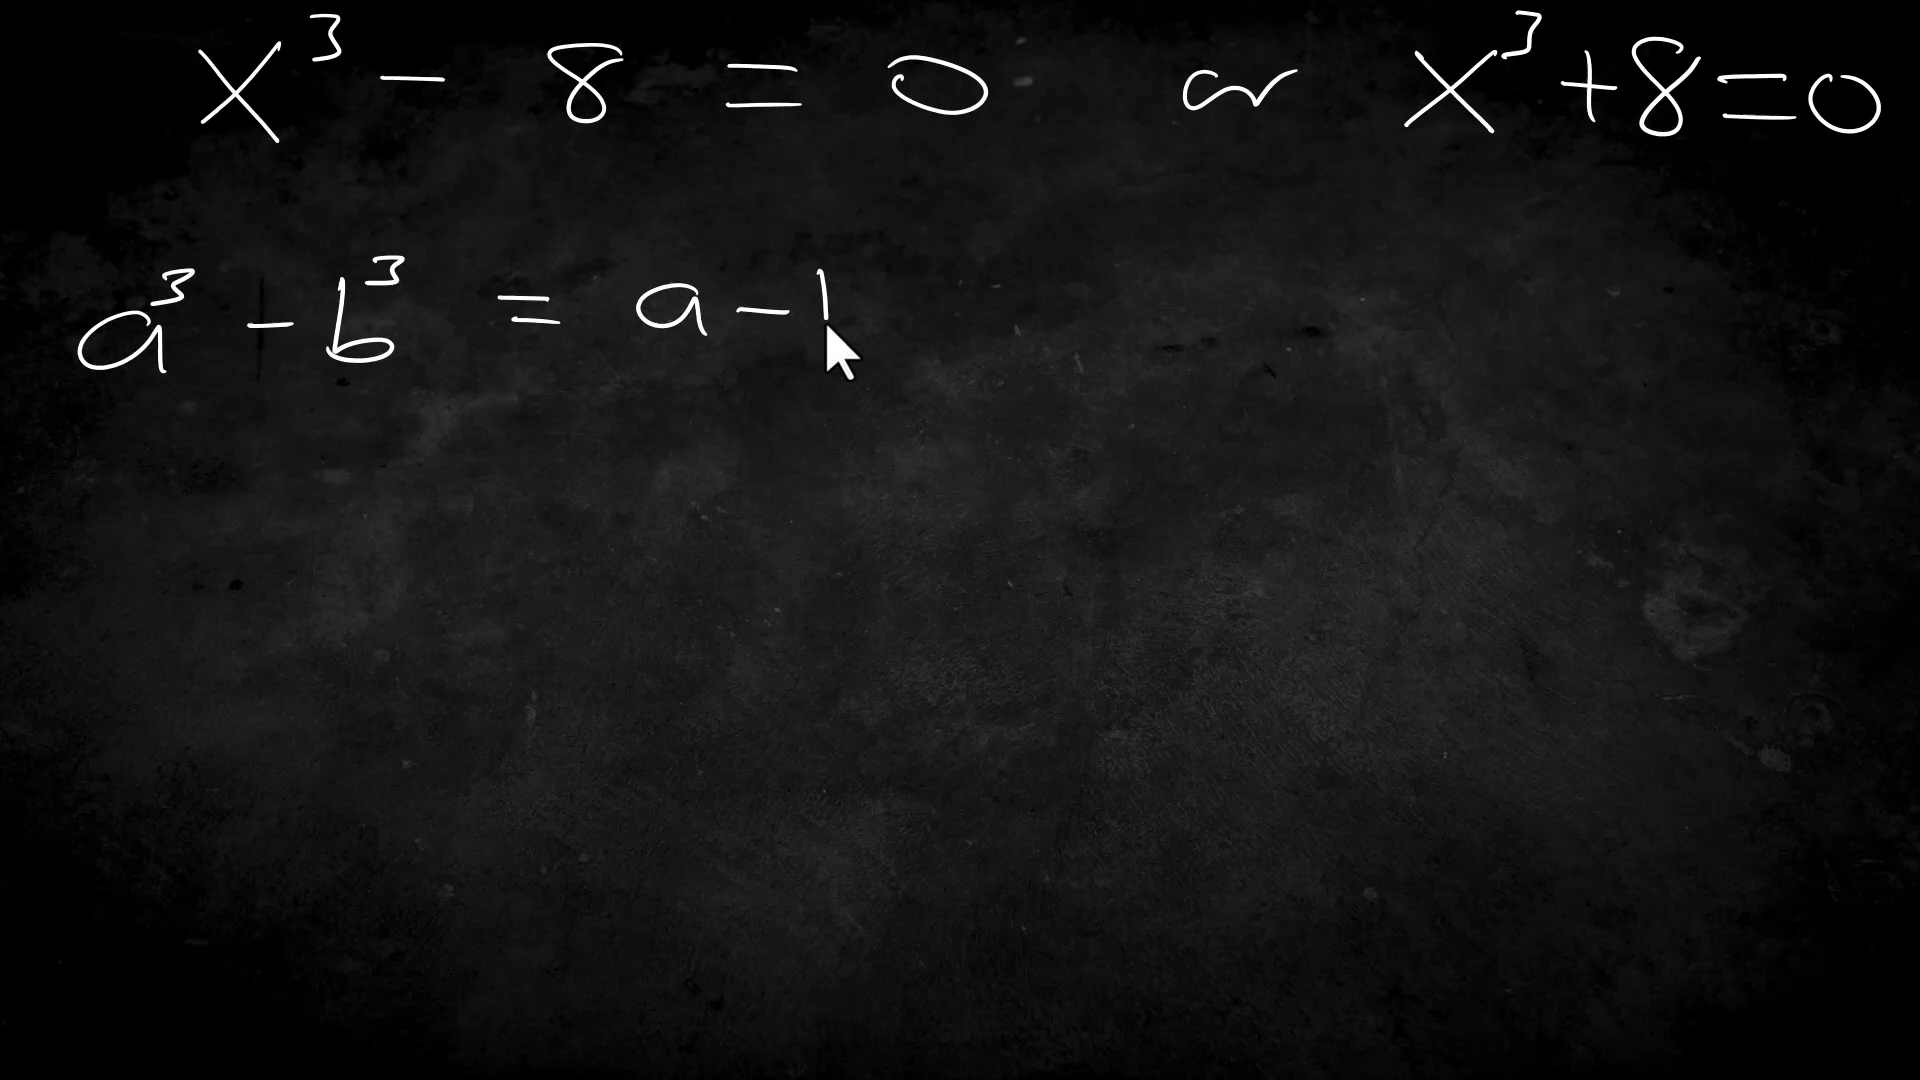 x³ - 8 = 0 or x³ + 8 = 0
a³ - b³ = a -